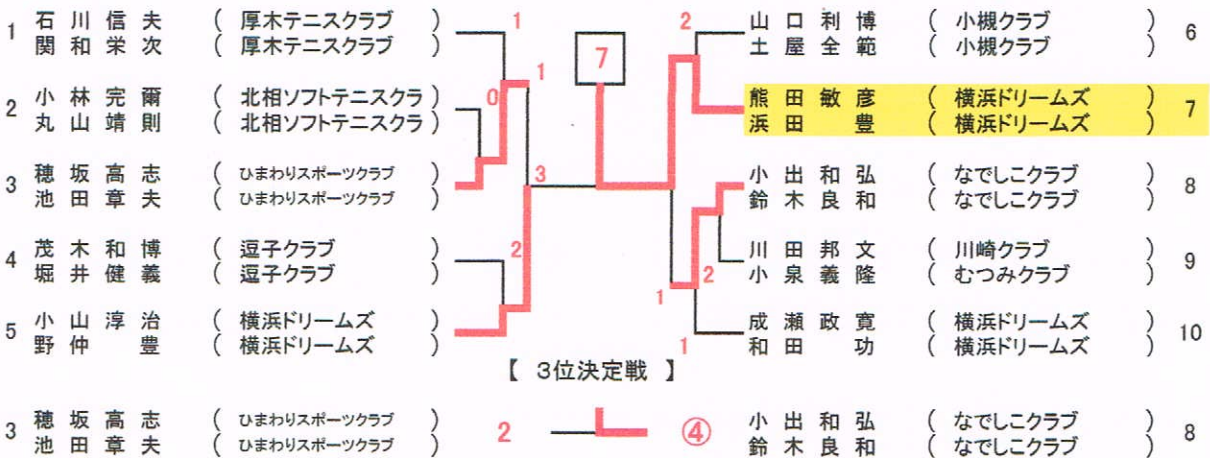 1 石川信夫 ( 厚木テニスクラブ )
関和栄次 ( 厚木テニスクラブ )
2 小林完爾 ( 北相ソフトテニスクラ )
丸山靖則 ( 北相ソフトテニスクラ )
3 穂坂高志 ( ひまわりスポーツクラブ )
池田章夫 ( ひまわりスポーツクラブ )
4 茂木和博 ( 逗子クラブ )
堀井健義 ( 逗子クラブ )
5 小山淳治 ( 横浜ドリームズ )
野仲豊 ( 横浜ドリームズ )
1
1
0
3
2
7
2
2
1
1
山口利博 ( 小槻クラブ ) 6
土屋全範 ( 小槻クラブ )
熊田敏彦 ( 横浜ドリームズ ) 7
浜田豊 ( 横浜ドリームズ )
小出和弘 ( なでしこクラブ ) 8
鈴木良和 ( なでしこクラブ )
川田邦文 ( 川崎クラブ ) 9
小泉義隆 ( むつみクラブ )
成瀬政寛 ( 横浜ドリームズ ) 10
和田功 ( 横浜ドリームズ )
【 3位決定戦 】
3 穂坂高志 ( ひまわりスポーツクラブ )
池田章夫 ( ひまわりスポーツクラブ )
2 ④
小出和弘 ( なでしこクラブ ) 8
鈴木良和 ( なでしこクラブ )